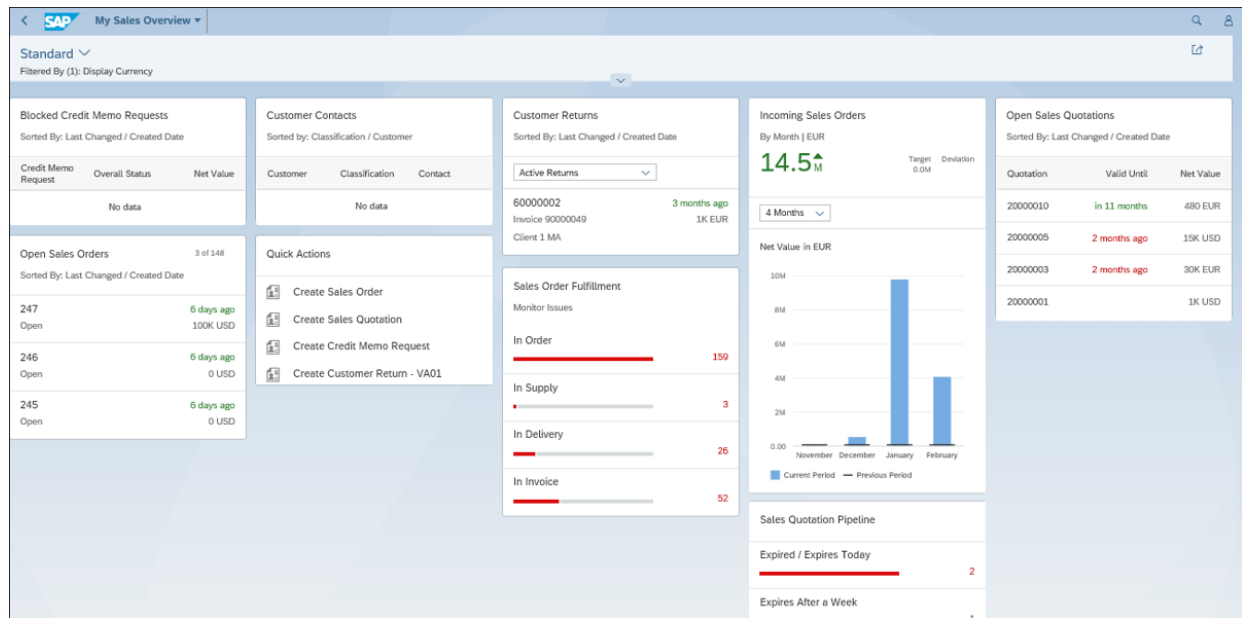 SAP My Sales Overview
Standard
Filtered By (1): Display Currency
Blocked Credit Memo Requests
Sorted By: Last Changed / Created Date
Credit Memo Request Overall Status Net Value
No data
Open Sales Orders 3 of 148
Sorted By: Last Changed / Created Date
247 6 days ago
Open 100K USD
246 6 days ago
Open 0 USD
245 6 days ago
Open 0 USD
Customer Contacts
Sorted by: Classification / Customer
Customer Classification Contact
No data
Quick Actions
Create Sales Order
Create Sales Quotation
Create Credit Memo Request
Create Customer Return - VA01
Customer Returns
Sorted By: Last Changed / Created Date
Active Returns
60000002 3 months ago
Invoice 90000049 1K EUR
Client 1 MA
Sales Order Fulfillment
Monitor Issues
In Order
159
In Supply
3
In Delivery
26
In Invoice
52
Incoming Sales Orders
By Month | EUR
14.5 M Target 0.0M Deviation
4 Months
Net Value in EUR
10M
8M
6M
4M
2M
0.00
November December January February
Current Period Previous Period
Sales Quotation Pipeline
Expired / Expires Today
2
Expires After a Week
Open Sales Quotations
Sorted By: Last Changed / Created Date
Quotation Valid Until Net Value
20000010 in 11 months 480 EUR
20000005 2 months ago 15K USD
20000003 2 months ago 30K EUR
20000001 1K USD